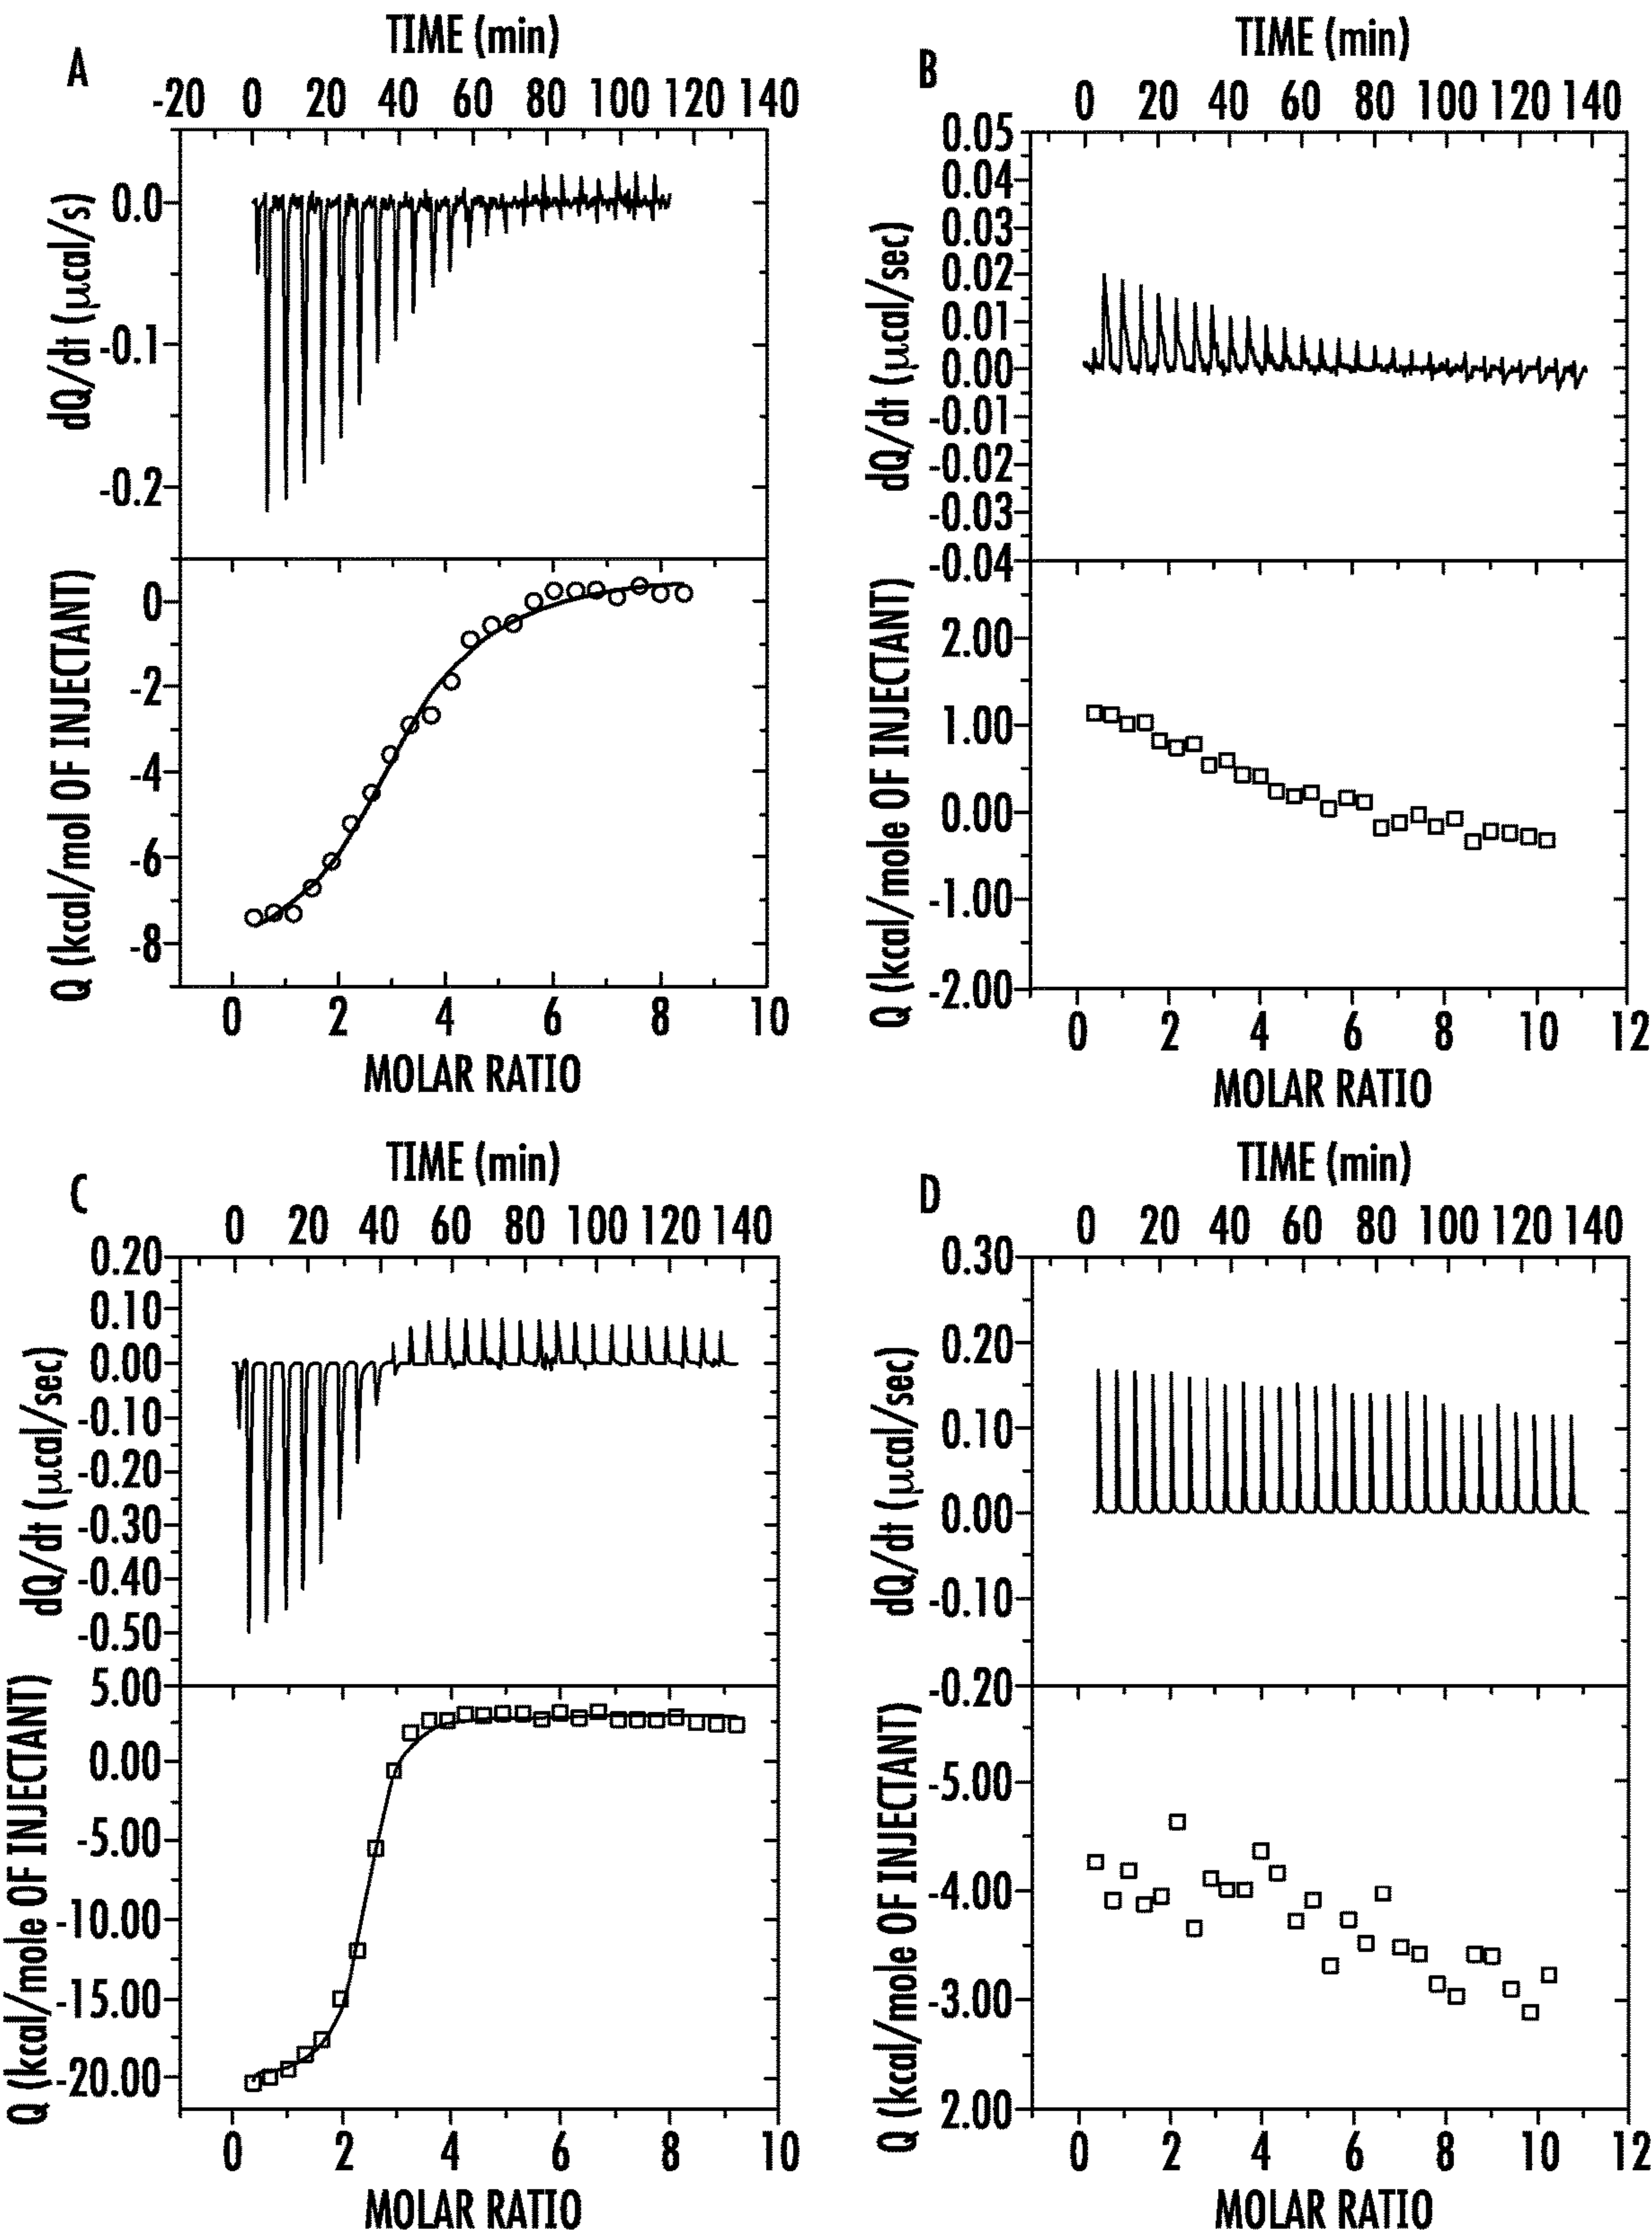 A
TIME (min)
-20 0 20 40 60 80 100 120 140
dQ/dt (μcal/s)
0.0
-0.1
-0.2
Q (kcal/mol OF INJECTANT)
0
-2
-4
-6
-8
0 2 4 6 8 10
MOLAR RATIO
B
TIME (min)
0 20 40 60 80 100 120 140
dQ/dt (μcal/sec)
0.05
0.04
0.03
0.02
0.01
0.00
-0.01
-0.02
-0.03
-0.04
Q (kcal/mole OF INJECTANT)
2.00
1.00
0.00
-1.00
-2.00
0 2 4 6 8 10 12
MOLAR RATIO
C
TIME (min)
0 20 40 60 80 100 120 140
dQ/dt (μcal/sec)
0.20
0.10
0.00
-0.10
-0.20
-0.30
-0.40
-0.50
Q (kcal/mole OF INJECTANT)
5.00
0.00
-5.00
-10.00
-15.00
-20.00
0 2 4 6 8 10
MOLAR RATIO
D
TIME (min)
0 20 40 60 80 100 120 140
dQ/dt (μcal/sec)
0.30
0.20
0.10
0.00
-0.10
-0.20
Q (kcal/mole OF INJECTANT)
-5.00
-4.00
-3.00
2.00
0 2 4 6 8 10 12
MOLAR RATIO